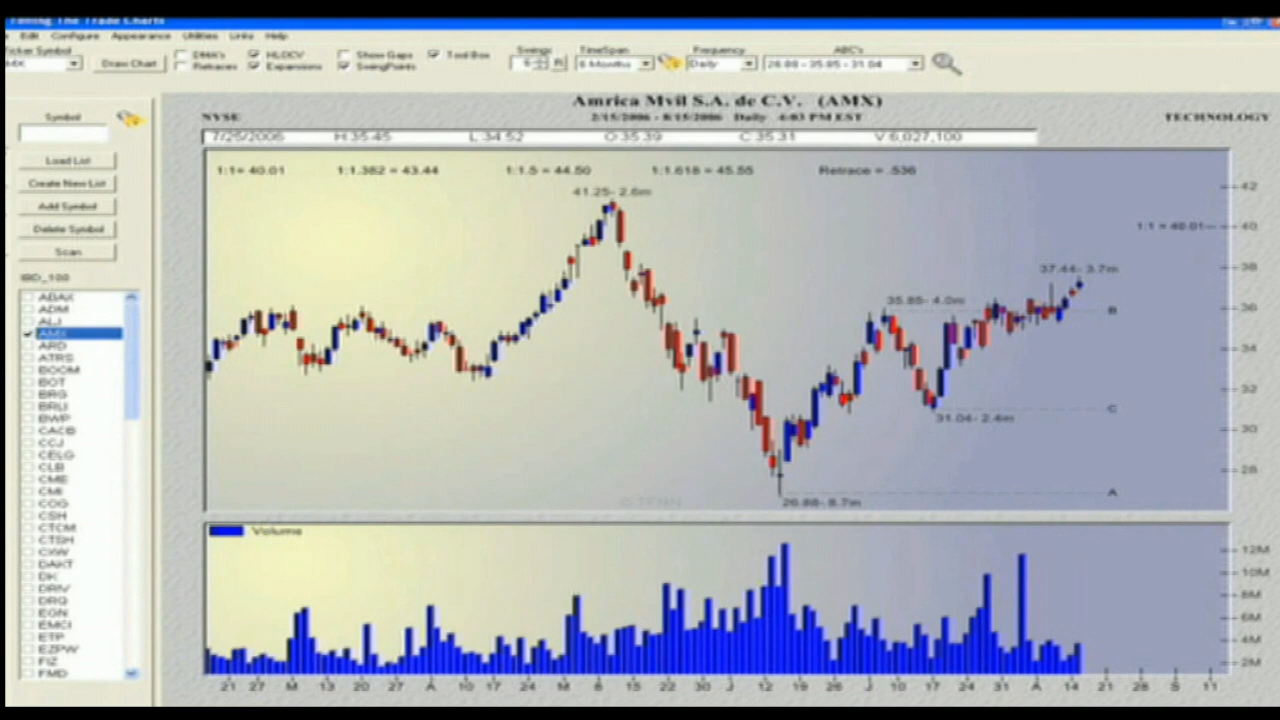 Timing The Trade Charts
Edit Configure Appearance Utilities Links Help
Ticker Symbol
AMX
Draw Chart
DMA's
Retraces
HLOCV
Expansions
Show Gaps
SwingPoints
Tool Box
Swings
6
TimeSpan
6 Months
Frequency
Daily
ABC's
26.88 - 35.85 - 31.04
Symbol
Load List
Create New List
Add Symbol
Delete Symbol
Scan
IBD_100
ABAX
ADM
ALJ
AMX
ARD
ATRS
BOOM
BOT
BRG
BRLI
BWP
CACB
CCJ
CELG
CLB
CME
CMI
COG
CSH
CTCM
CTSH
CXW
DAKT
DK
DRIV
DRQ
EGN
EMCI
ETP
EZPW
FIZ
FMD
Amrica Mvil S.A. de C.V. (AMX)
NYSE
2/15/2006 - 8/15/2006 Daily 4:03 PM EST
TECHNOLOGY
7/25/2006 H:35.45 L:34.52 O:35.39 C:35.31 V:6,027,100
1:1= 40.01 1:1.382 = 43.44 1:1.5 = 44.50 1:1.618 = 45.55 Retrace = .536
41.25- 2.6m
42
1:1 = 40.01
40
37.44- 3.7m
38
35.85- 4.0m
B
36
34
32
C
31.04- 2.4m
30
28
A
26.88- 8.7m
Volume
12M
10M
8M
6M
4M
2M
21 27 M 13 20 27 A 10 17 24 M 8 15 22 30 J 12 19 26 J 10 17 24 31 A 14 21 28 S 11